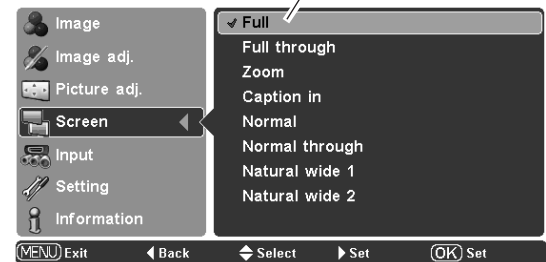 Image
Image adj.
Picture adj.
Screen
Input
Setting
Information
Full
Full through
Zoom
Caption in
Normal
Normal through
Natural wide 1
Natural wide 2
MENU Exit Back Select Set OK Set